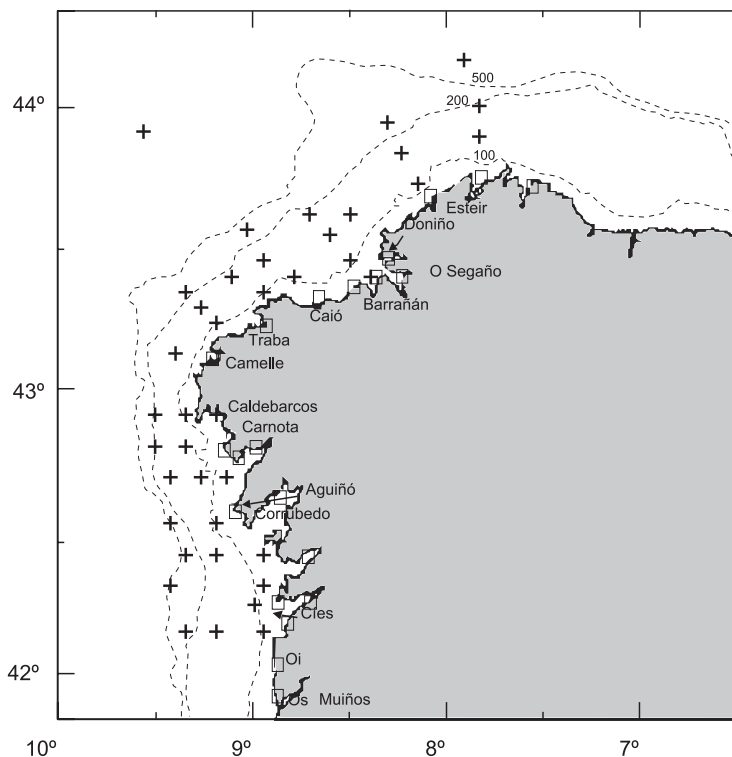 500
44º
200
100
Esteir
Doniño
O Segaño
Barrañán
Caió
Traba
Camelle
43º
Caldebarcos
Carnota
Aguiñó
Corrubedo
Cíes
Oi
42º
Os Muiños
10º 9º 8º 7º